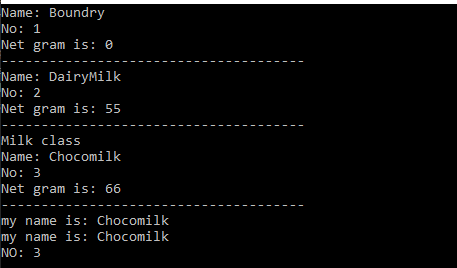 Name: Boundry
No: 1
Net gram is: 0
--------------------------------------
Name: DairyMilk
No: 2
Net gram is: 55
--------------------------------------
Milk class
Name: Chocomilk
No: 3
Net gram is: 66
--------------------------------------
my name is: Chocomilk
my name is: Chocomilk
NO: 3